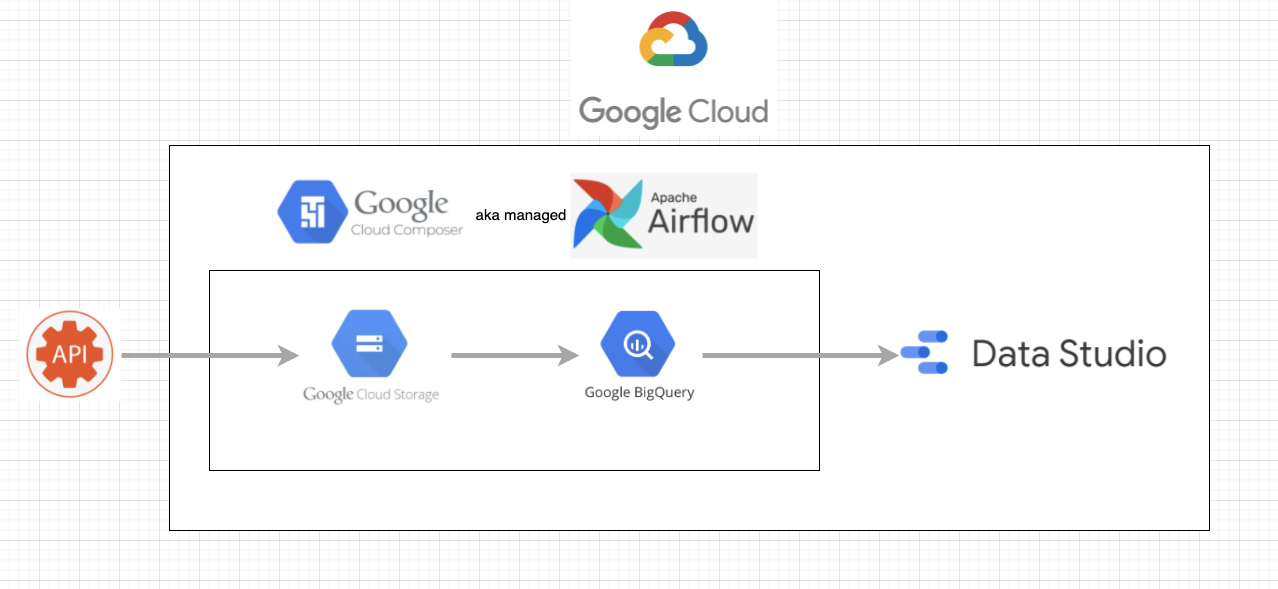 Google Cloud
Google
Cloud Composer
aka managed
Apache
Airflow
API
Google Cloud Storage
Google BigQuery
Data Studio